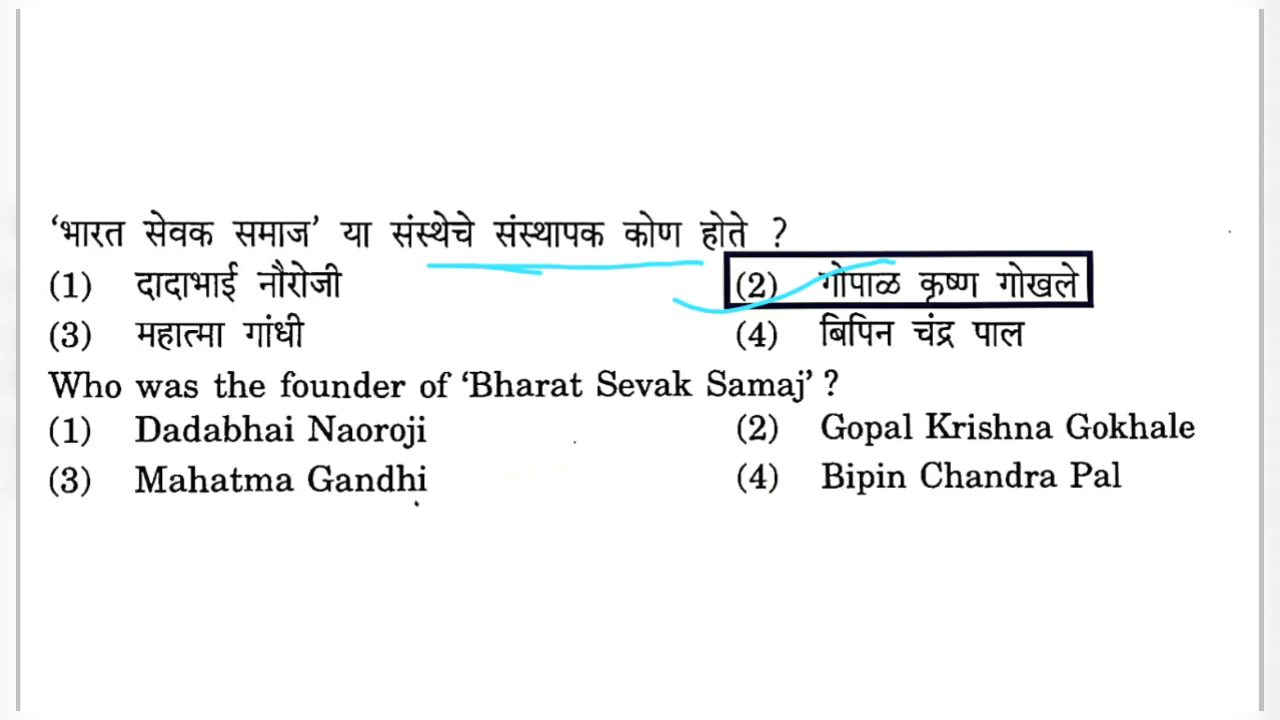 ‘भारत सेवक समाज’ या संस्थेचे संस्थापक कोण होते ?
(1) दादाभाई नौरोजी (2) गोपाळ कृष्ण गोखले
(3) महात्मा गांधी (4) बिपिन चंद्र पाल
Who was the founder of ‘Bharat Sevak Samaj’ ?
(1) Dadabhai Naoroji (2) Gopal Krishna Gokhale
(3) Mahatma Gandhi (4) Bipin Chandra Pal